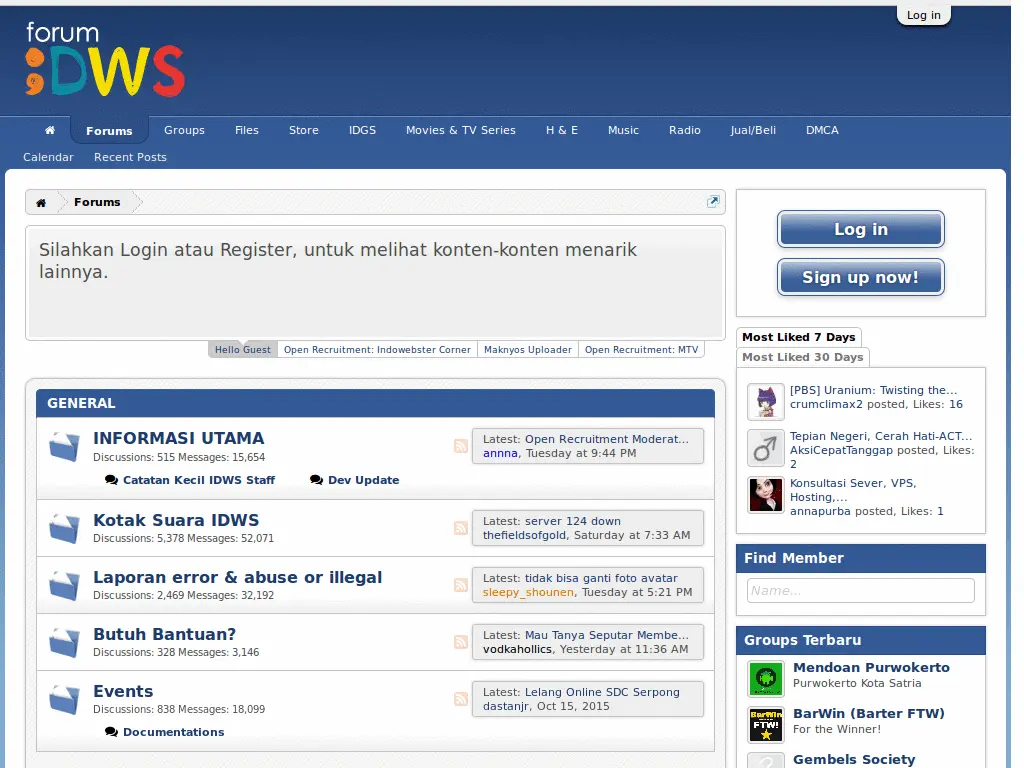 Log in
forum
IDWS
Forums Groups Files Store IDGS Movies & TV Series H & E Music Radio Jual/Beli DMCA
Calendar Recent Posts
Forums
Silahkan Login atau Register, untuk melihat konten-konten menarik
lainnya.
Hello Guest Open Recruitment: Indowebster Corner Maknyos Uploader Open Recruitment: MTV
GENERAL
INFORMASI UTAMA
Discussions: 515 Messages: 15,654
Latest: Open Recruitment Moderat...
annna, Tuesday at 9:44 PM
Catatan Kecil IDWS Staff Dev Update
Kotak Suara IDWS
Discussions: 5,378 Messages: 52,071
Latest: server 124 down
thefieldsofgold, Saturday at 7:33 AM
Laporan error & abuse or illegal
Discussions: 2,469 Messages: 32,192
Latest: tidak bisa ganti foto avatar
sleepy_shounen, Tuesday at 5:21 PM
Butuh Bantuan?
Discussions: 328 Messages: 3,146
Latest: Mau Tanya Seputar Membe...
vodkahollics, Yesterday at 11:36 AM
Events
Discussions: 838 Messages: 18,099
Latest: Lelang Online SDC Serpong
dastanjr, Oct 15, 2015
Documentations
Log in
Sign up now!
Most Liked 7 Days
Most Liked 30 Days
[PBS] Uranium: Twisting the...
crumclimax2 posted, Likes: 16
Tepian Negeri, Cerah Hati-ACT...
AksiCepatTanggap posted, Likes:
2
Konsultasi Sever, VPS,
Hosting,...
annapurba posted, Likes: 1
Find Member
Name...
Groups Terbaru
Mendoan Purwokerto
Purwokerto Kota Satria
BarWin
FTW!
BarWin (Barter FTW)
For the Winner!
Gembels Society